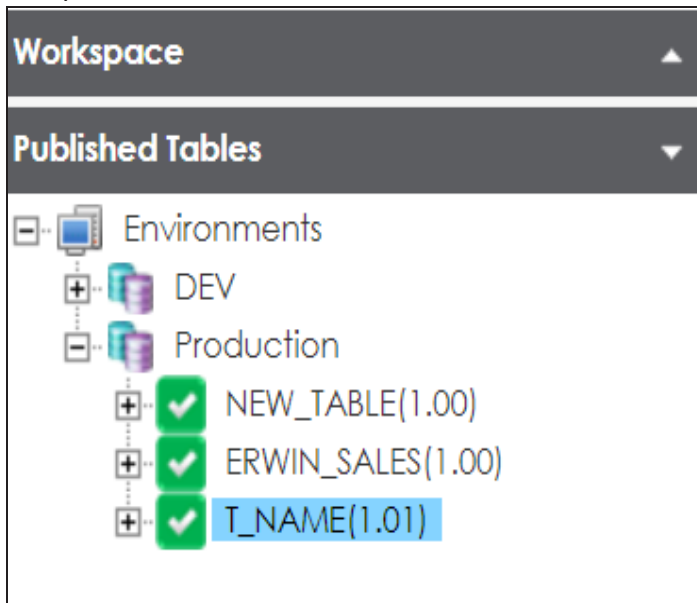 Workspace
Published Tables
Environments
DEV
Production
NEW_TABLE(1.00)
ERWIN_SALES(1.00)
T_NAME(1.01)